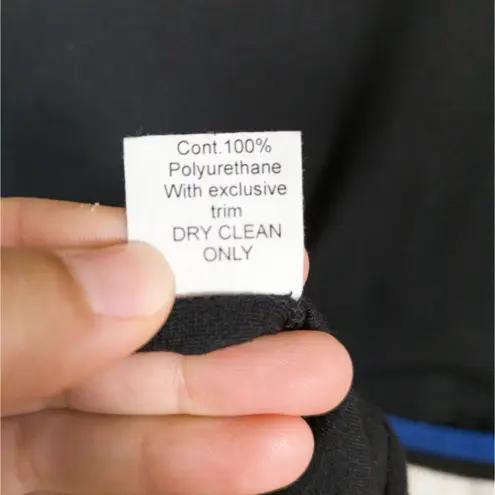 Cont.100%
Polyurethane
With exclusive
trim
DRY CLEAN
ONLY